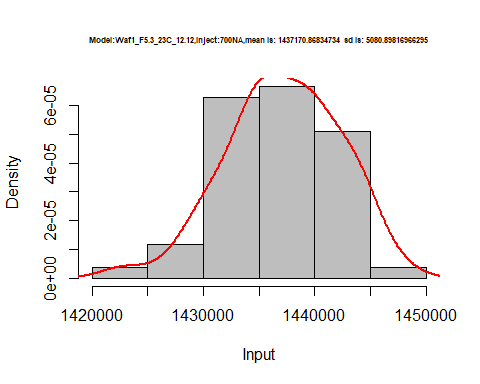 Model:Waf1_F5.3_23C_12.12,Inject:700NA,mean is: 1437170.86834734 sd is: 5080.89816966295
Density
6e-05
4e-05
2e-05
0e+00
1420000 1430000 1440000 1450000
Input